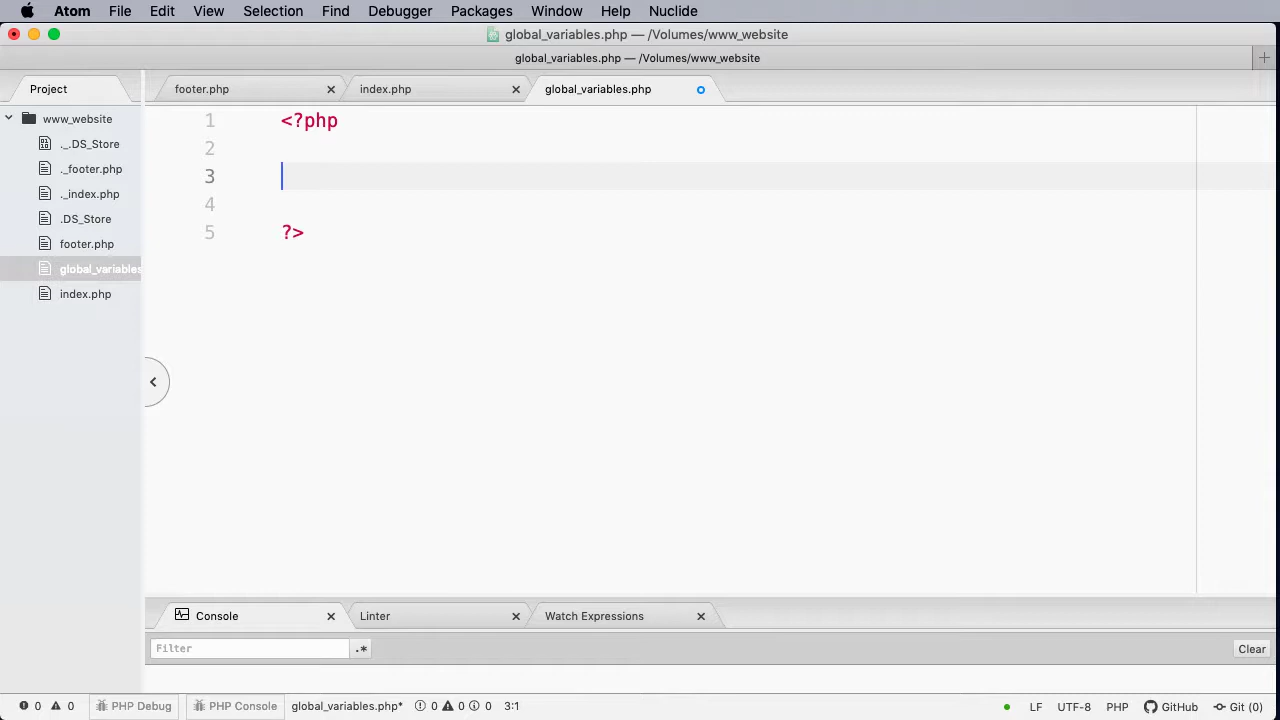 Atom File Edit View Selection Find Debugger Packages Window Help Nuclide
global_variables.php — /Volumes/www_website
global_variables.php — /Volumes/www_website
Project footer.php index.php global_variables.php
www_website
._.DS_Store
._footer.php
._index.php
.DS_Store
footer.php
global_variables
index.php
1 <?php
2
3
4
5 ?>
Console Linter Watch Expressions
Filter .* Clear
0 0 PHP Debug PHP Console global_variables.php* 0 0 0 3:1 LF UTF-8 PHP GitHub Git (0)